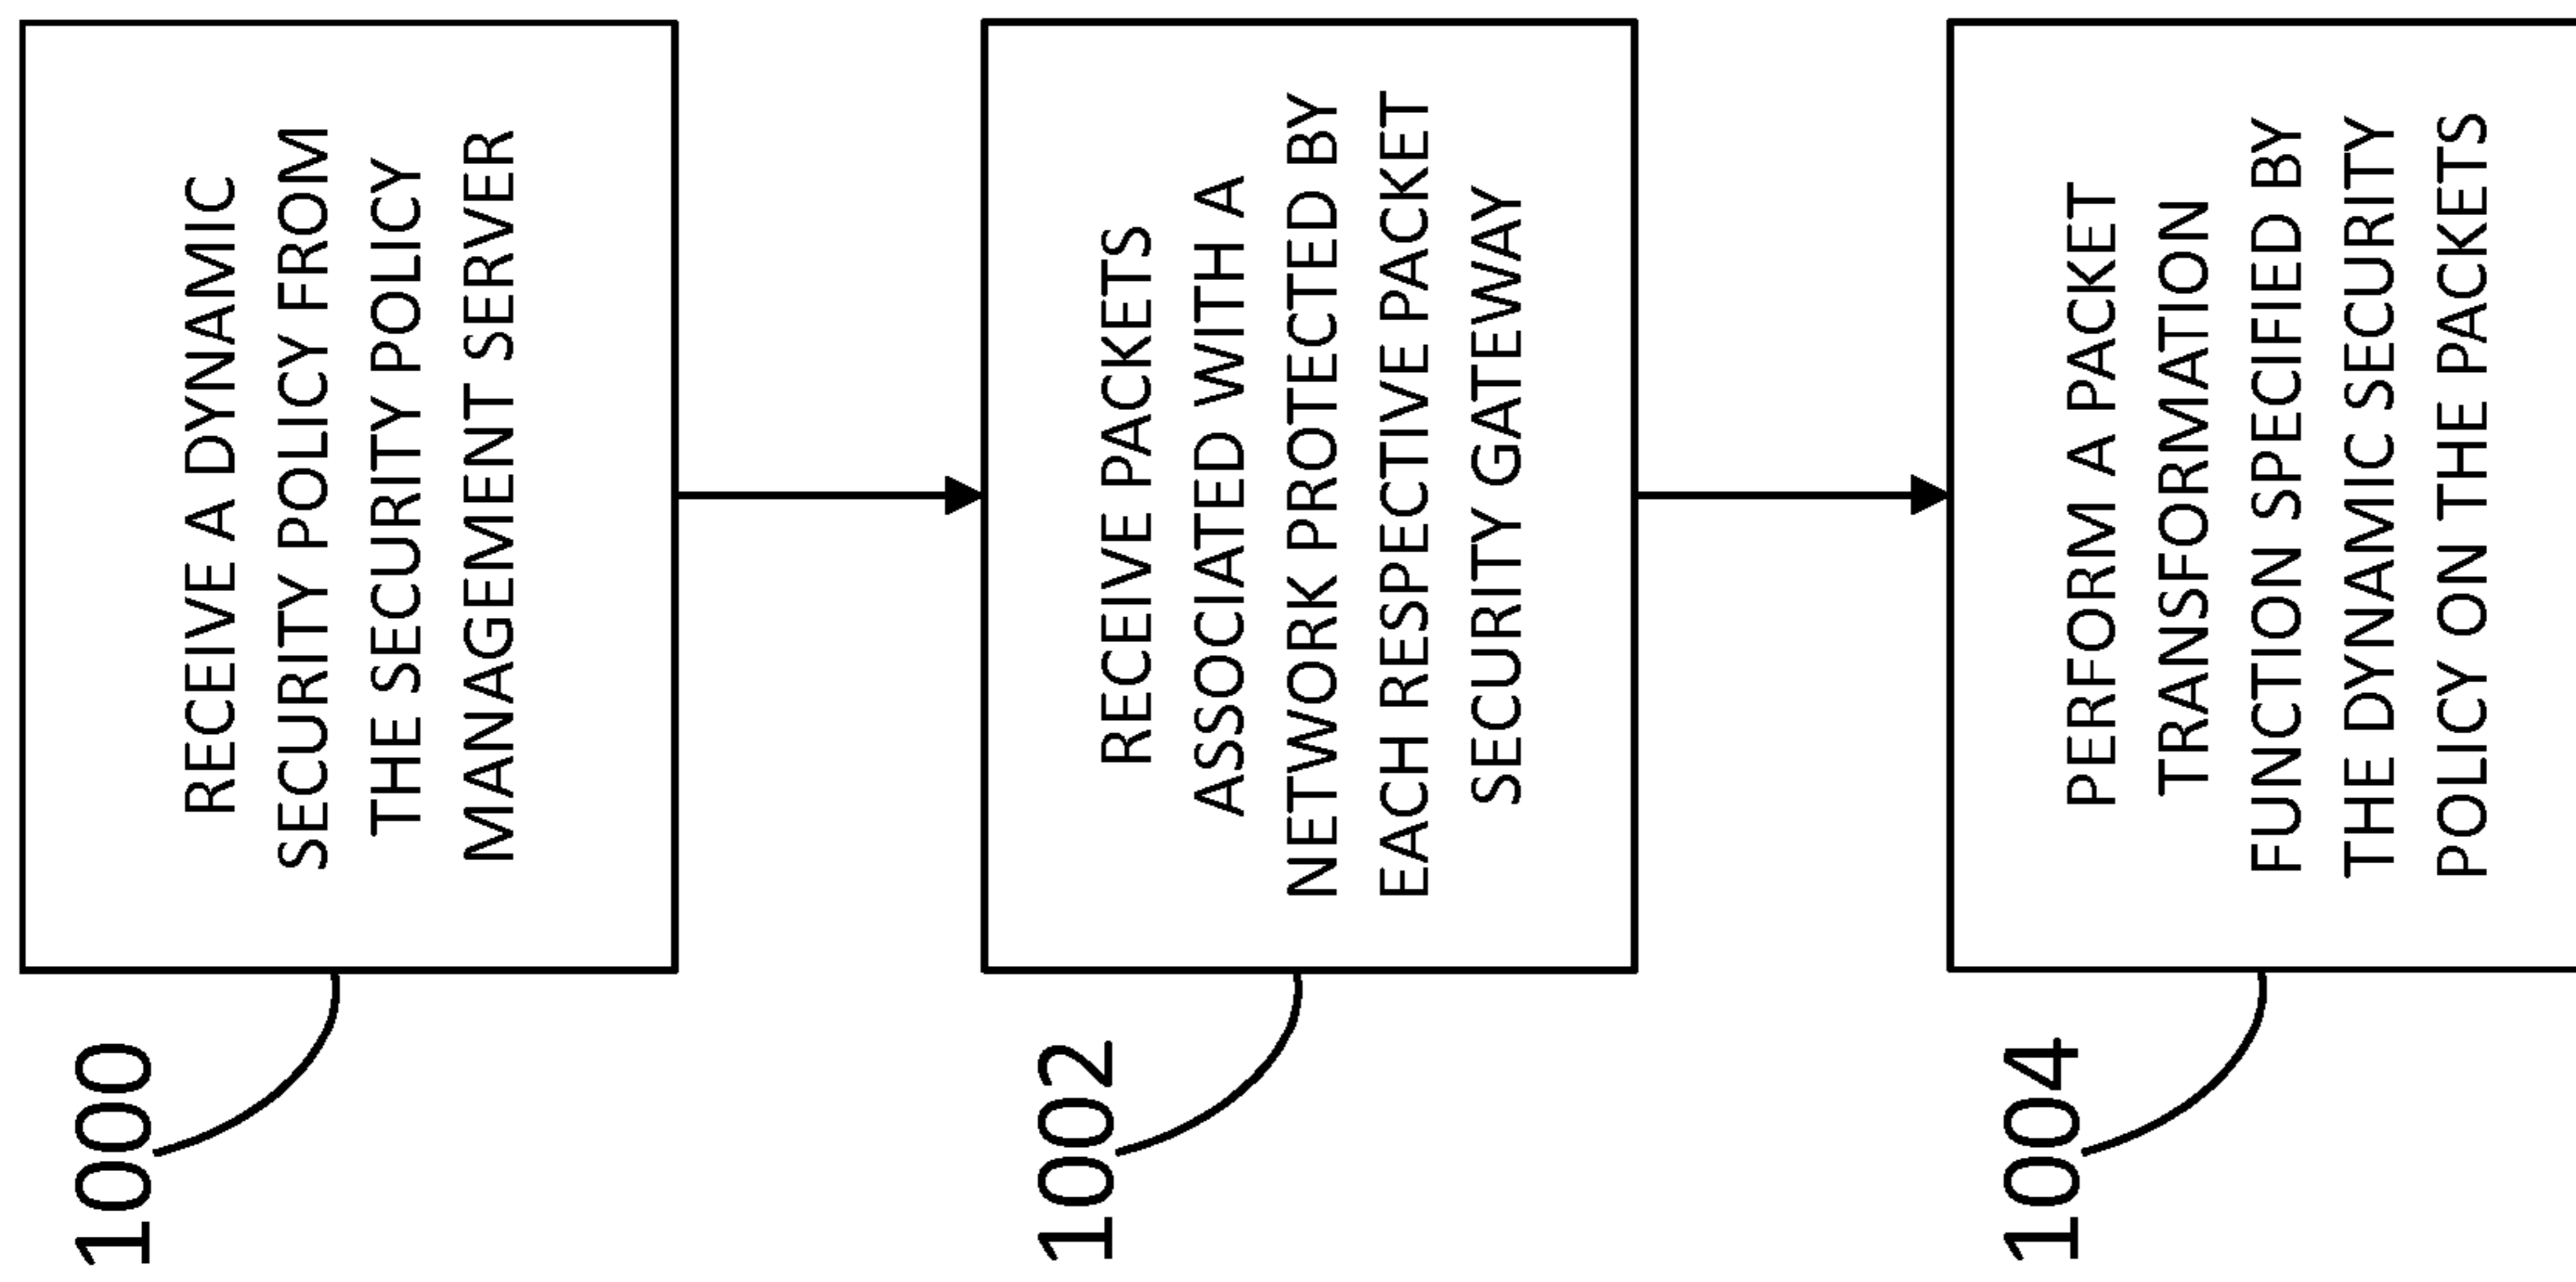 1000
RECEIVE A DYNAMIC
SECURITY POLICY FROM
THE SECURITY POLICY
MANAGEMENT SERVER
1002
RECEIVE PACKETS
ASSOCIATED WITH A
NETWORK PROTECTED BY
EACH RESPECTIVE PACKET
SECURITY GATEWAY
1004
PERFORM A PACKET
TRANSFORMATION
FUNCTION SPECIFIED BY
THE DYNAMIC SECURITY
POLICY ON THE PACKETS